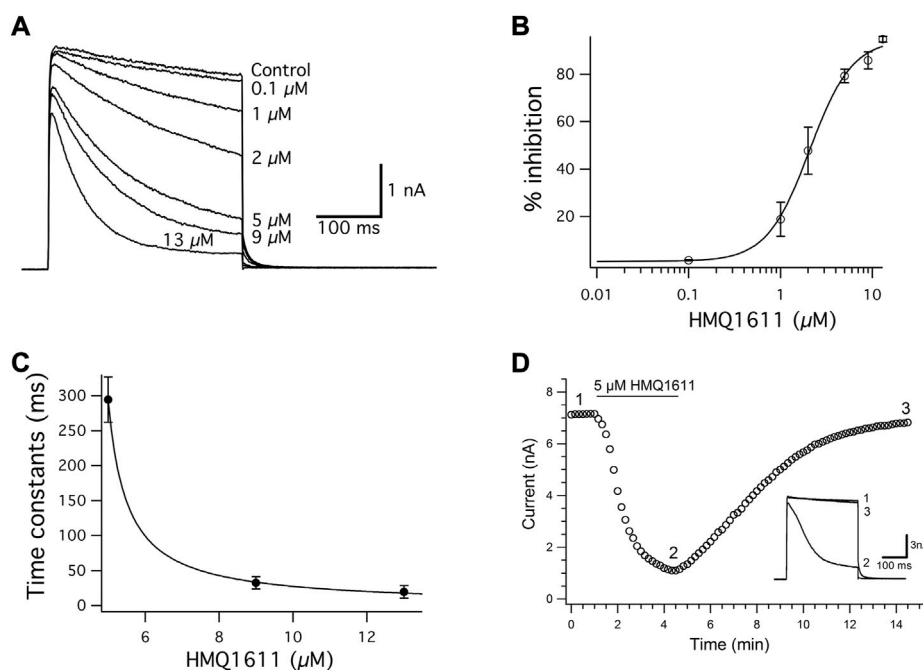 A
Control
0.1 µM
1 µM
2 µM
5 µM
9 µM
13 µM
1 nA
100 ms
B
% inhibition
80
60
40
20
0.01
0.1
1
10
HMQ1611 (µM)
C
Time constants (ms)
300
250
200
150
100
50
0
6
8
10
12
HMQ1611 (µM)
D
5 µM HMQ1611
Current (nA)
8
6
4
2
0
1
2
3
1
3
2
3n
100 ms
0
2
4
6
8
10
12
14
Time (min)